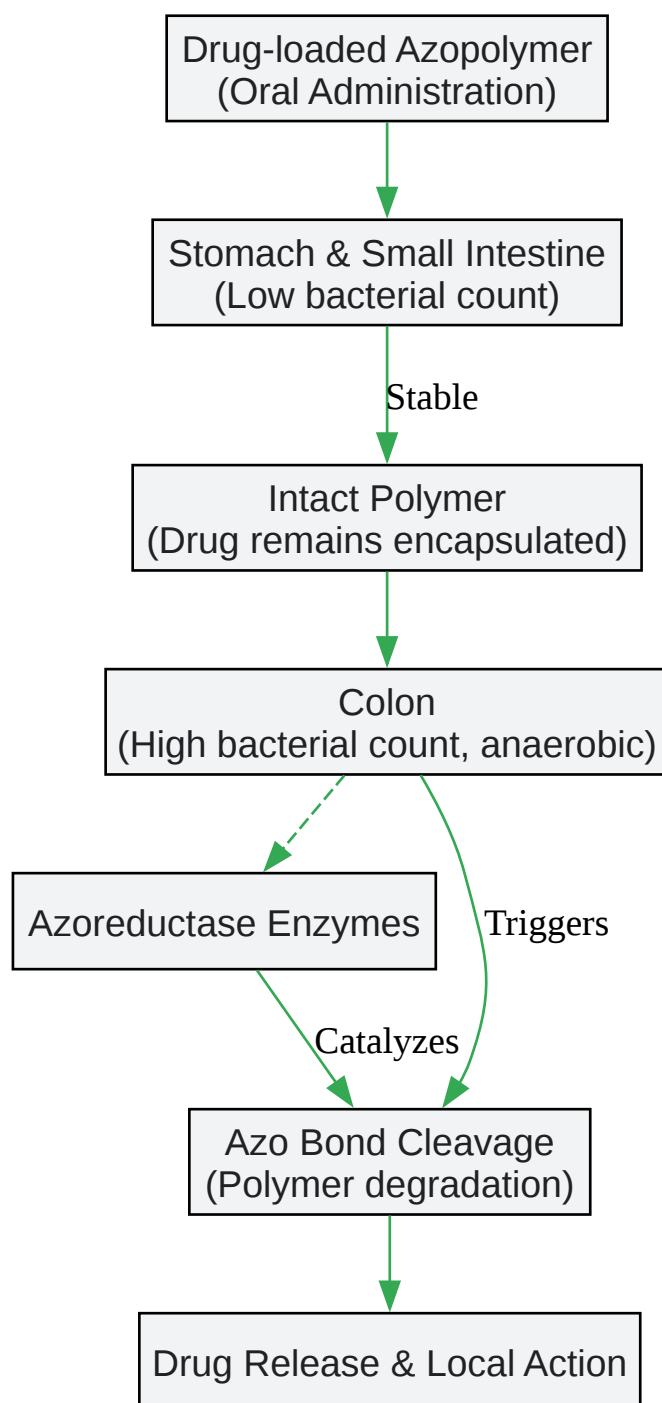 Drug-loaded Azopolymer
(Oral Administration)
Stomach & Small Intestine
(Low bacterial count)
Stable
Intact Polymer
(Drug remains encapsulated)
Colon
(High bacterial count, anaerobic)
Azoreductase Enzymes
Triggers
Catalyzes
Azo Bond Cleavage
(Polymer degradation)
Drug Release & Local Action